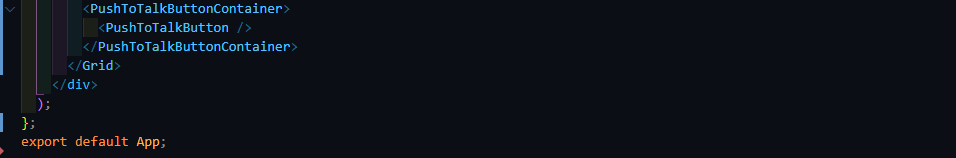 <PushToTalkButtonContainer>
<PushToTalkButton />
</PushToTalkButtonContainer>
</Grid>
</div>
);
};
export default App;